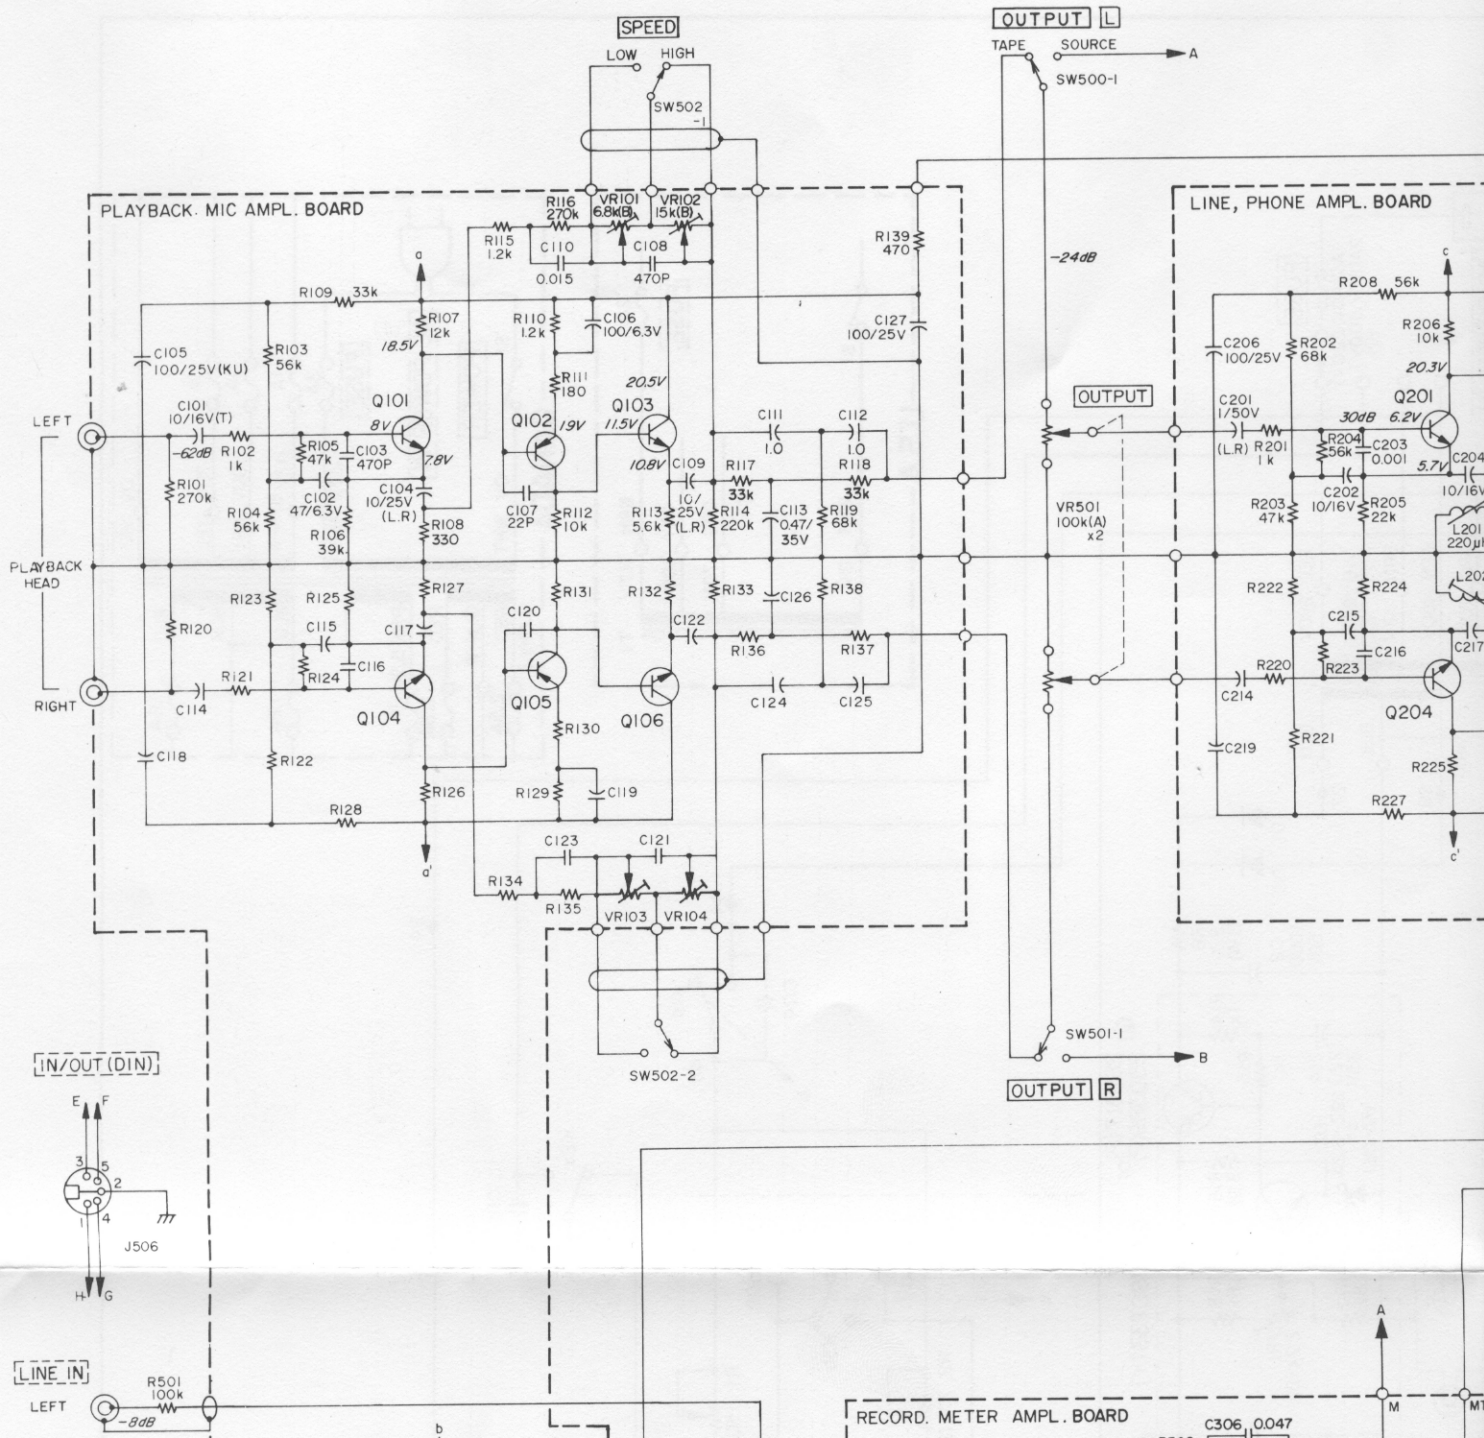 SPEED
LOW HIGH
SW502
-1
OUTPUT L
TAPE SOURCE
A
SW500-1
PLAYBACK. MIC AMPL. BOARD
LINE, PHONE AMPL. BOARD
R116
270k
VR101
6.8k(B)
VR102
15k(B)
R115
1.2k
C110
0.015
C108
470P
R139
470
-24dB
a
c
R109 33k
R107
12k
18.5V
R110
1.2k
C106
100/6.3V
C127
100/25V
R208 56k
R206
10k
20.3V
C105
100/25V(KU)
R103
56k
R111
180
20.5V
C206
100/25V
R202
68k
LEFT
C101
10/16V(T)
-62dB
R102
1k
Q101
8V
7.8V
R105
47k
C103
470P
Q102
19V
Q103
11.5V
10.8V
C111
1.0
C112
1.0
OUTPUT
C201
1/50V
(L.R)
R201
1k
30dB 6.2V
Q201
R204
56k
C203
0.001
5.7V
C204
10/16V
R101
270k
C102
47/6.3V
C104
10/25V
(L.R)
C109
10/
25V
(L.R)
R117
33k
R118
33k
R104
56k
R106
39k
R108
330
C107
22P
R112
10k
R113
5.6k
R114
220k
C113
0.47/
35V
R119
68k
VR501
100k(A)
x2
R203
47k
C202
10/16V
R205
22k
L201
220μH
PLAYBACK
HEAD
R123
R125
R127
R131
R132
R133
C126
R138
R222
R224
L202
R120
C115
C117
C120
C122
R136
R137
C215
C216
C217
R121
R124
C116
R220
R223
RIGHT
C114
Q104
Q105
Q106
C124
C125
C214
Q204
C118
R122
R130
C219
R221
R126
R129
C119
R225
R128
R227
a'
c'
C123
C121
R134
R135
VR103
VR104
SW502-2
SW501-1
B
OUTPUT R
IN/OUT(DIN)
E F
3 5
2
1 4
J506
H G
LINE IN
LEFT
R501
100k
-8dB
b
A
M
RECORD. METER AMPL. BOARD
C306 0.047